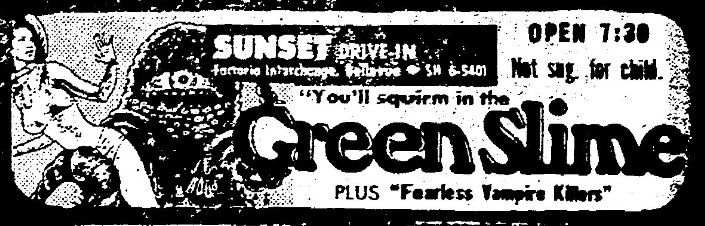 SUNSET DRIVE-IN
Factoria Interchange, Bellevue SH 6-5401
OPEN 7:30
Not sug. for child.
"You'll squirm in the
Green Slime
PLUS "Fearless Vampire Killers"